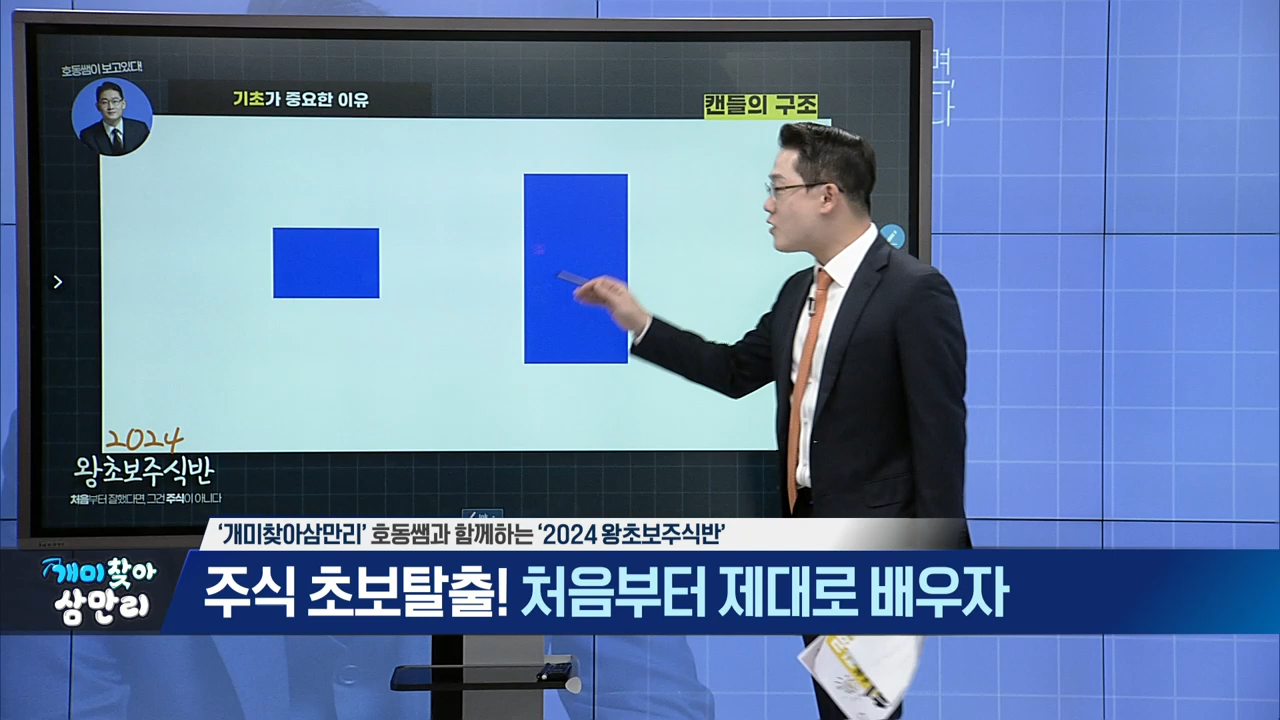 호동쌤이 보고있다!
기초가 중요한 이유
캔들의 구조
2024
왕초보주식반
처음부터 잘했다면, 그건 주식이 아니다
‘개미찾아삼만리’ 호동쌤과 함께하는 ‘2024 왕초보주식반’
개미찾아
삼만리
주식 초보탈출! 처음부터 제대로 배우자